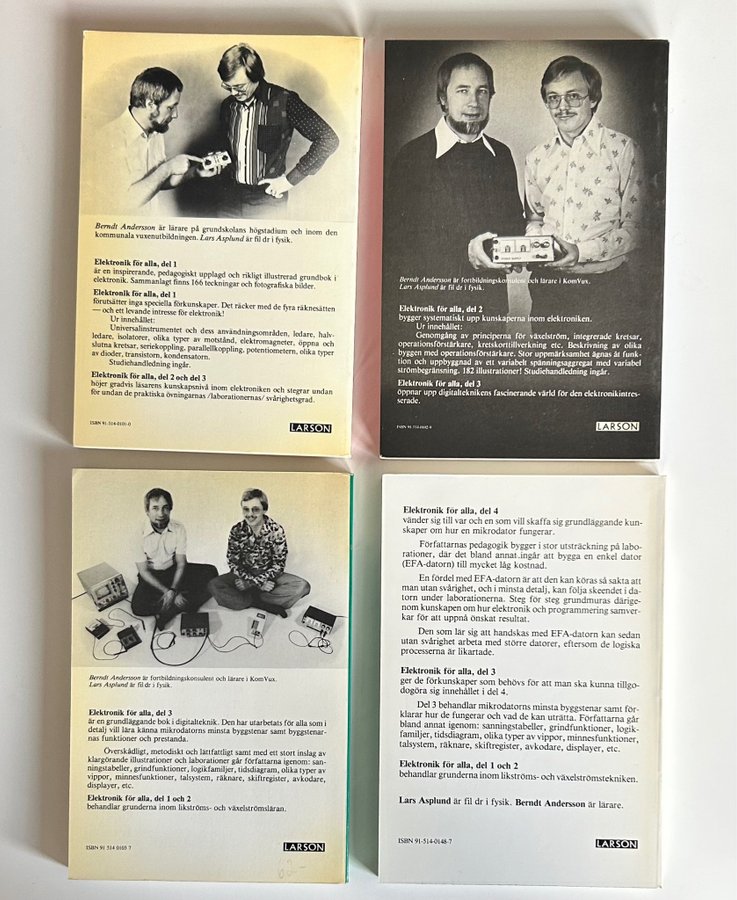 Berndt Andersson är lärare på grundskolans högstadium och inom den
kommunala vuxenutbildningen. Lars Asplund är fil dr i fysik.
Elektronik för alla, del 1
är en inspirerande, pedagogiskt upplagd och rikligt illustrerad grundbok i
elektronik. Sammanlagt finns 166 teckningar och fotografiska bilder.
Elektronik för alla, del 1
förutsätter inga speciella förkunskaper. Det räcker med de fyra räknesätten
— och ett levande intresse för elektronik!
Ur innehållet:
Universalinstrumentet och dess användningsområden, ledare, halv-
ledare, isolatorer, olika typer av motstånd, elektromagneter, öppna och
slutna kretsar, seriekoppling, parallellkoppling, potentiometern, olika typer
av dioder, transistorn, kondensatorn.
Studiehandledning ingår.
Elektronik för alla, del 2 och del 3
höjer gradvis läsarens kunskapsnivå inom elektroniken och stegrar undan
för undan de praktiska övningarnas /laborationernas/ svårighetsgrad.
ISBN 91-514-0101-0
LARSON
Berndt Andersson är fortbildningskonsulent och lärare i KomVux.
Lars Asplund är fil dr i fysik.
Elektronik för alla, del 2
bygger systematiskt upp kunskaperna inom elektroniken.
Ur innehållet:
Genomgång av principerna för växelström, integrerade kretsar,
operationsförstärkare, kretskorttillverkning etc. Beskrivning av olika
byggen med operationsförstärkare. Stor uppmärksamhet ägnas åt funk-
tion och uppbyggnad av ett variabelt spänningsaggregat med variabel
strömbegränsning. 182 illustrationer! Studiehandledning ingår.
Elektronik för alla, del 3
öppnar upp digitalteknikens fascinerande värld för den elektronikintres-
serade.
LARSON
Berndt Andersson är fortbildningskonsulent och lärare i KomVux.
Lars Asplund är fil dr i fysik.
Elektronik för alla, del 3
är en grundläggande bok i digitalteknik. Den har utarbetats för alla som i
detalj vill lära känna mikrodatorns minsta byggstenar samt byggstenar-
nas funktioner och prestanda.
Överskådligt, metodiskt och lättfattligt samt med ett stort inslag av
klargörande illustrationer och laborationer går författarna igenom: san-
ningstabeller, grindfunktioner, logikfamiljer, tidsdiagram, olika typer av
vippor, minnesfunktioner, talsystem, räknare, skiftregister, avkodare,
displayer, etc.
Elektronik för alla, del 1 och 2
behandlar grunderna inom likströms- och växelströmsläran.
LARSON
Elektronik för alla, del 4
vänder sig till var och en som vill skaffa sig grundläggande kun-
skaper om hur en mikrodator fungerar.
Författarnas pedagogik bygger i stor utsträckning på labo-
rationer, där det bland annat.ingår att bygga en enkel dator
(EFA-datorn) till mycket låg kostnad.
En fördel med EFA-datorn är att den kan köras så sakta att
man utan svårighet, och i minsta detalj, kan följa skeendet i da-
torn under laborationerna. Steg för steg grundmuras därige-
nom kunskapen om hur elektronik och programmering samver-
kar för att uppnå önskat resultat.
Den som lär sig att handskas med EFA-datorn kan sedan
utan svårighet arbeta med större datorer, eftersom de logiska
processerna är likartade.
Elektronik för alla, del 3
ger de förkunskaper som behövs för att man ska kunna tillgo-
dogöra sig innehållet i del 4.
Del 3 behandlar mikrodatorns minsta byggstenar samt för-
klarar hur de fungerar och vad de kan uträtta. Författarna går
bland annat igenom: sanningstabeller, grindfunktioner, logik-
familjer, tidsdiagram, olika typer av vippor, minnesfunktioner,
talsystem, räknare, skiftregister, avkodare, displayer, etc.
Elektronik för alla, del 1 och 2
behandlar grunderna inom likströms- och växelströmstekniken.
Lars Asplund är fil dr i fysik. Berndt Andersson är lärare.
ISBN 91-514-0148-7
LARSON